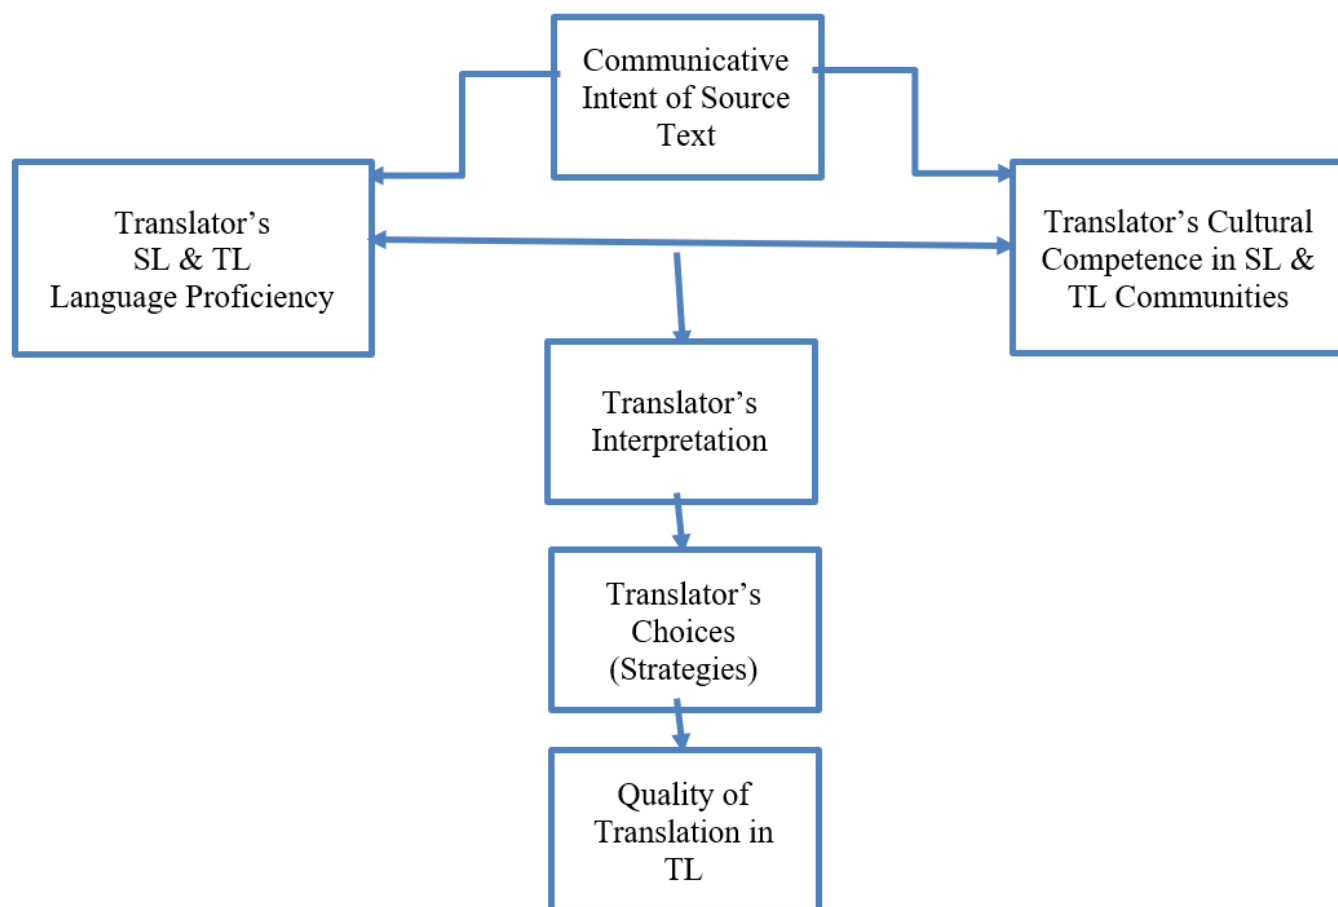 Communicative
Intent of Source
Text
Translator’s
SL & TL
Language Proficiency
Translator’s Cultural
Competence in SL &
TL Communities
Translator’s
Interpretation
Translator’s
Choices
(Strategies)
Quality of
Translation in
TL